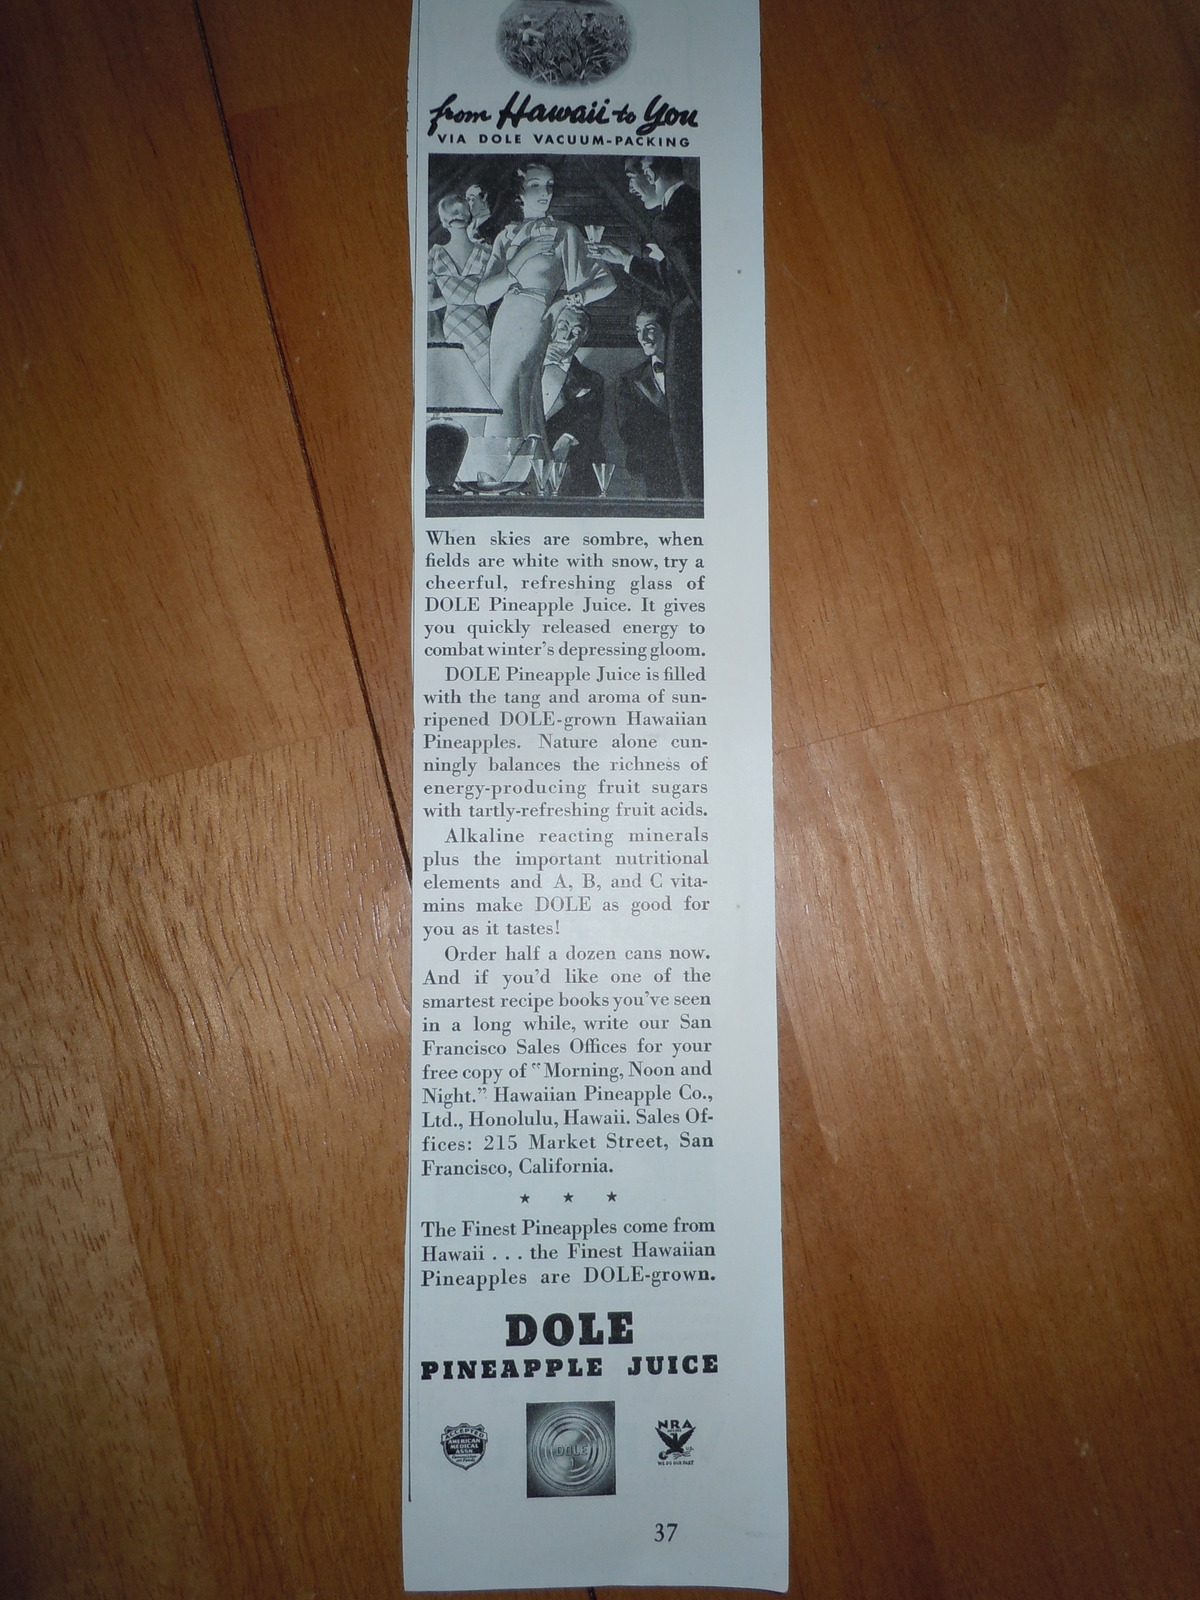 from Hawaii to You
VIA DOLE VACUUM-PACKING
When skies are sombre, when
fields are white with snow, try a
cheerful, refreshing glass of
DOLE Pineapple Juice. It gives
you quickly released energy to
combat winter's depressing gloom.
DOLE Pineapple Juice is filled
with the tang and aroma of sun-
ripened DOLE-grown Hawaiian
Pineapples. Nature alone cun-
ningly balances the richness of
energy-producing fruit sugars
with tartly-refreshing fruit acids.
Alkaline reacting minerals
plus the important nutritional
elements and A, B, and C vita-
mins make DOLE as good for
you as it tastes!
Order half a dozen cans now.
And if you'd like one of the
smartest recipe books you've seen
in a long while, write our San
Francisco Sales Offices for your
free copy of "Morning, Noon and
Night." Hawaiian Pineapple Co.,
Ltd., Honolulu, Hawaii. Sales Of-
fices: 215 Market Street, San
Francisco, California.
★ ★ ★
The Finest Pineapples come from
Hawaii . . . the Finest Hawaiian
Pineapples are DOLE-grown.
DOLE
PINEAPPLE JUICE
ACCEPTED
AMERICAN
MEDICAL
ASSN.
Committee
on Foods
DOLE
NRA
U.S.
WE DO OUR PART
37